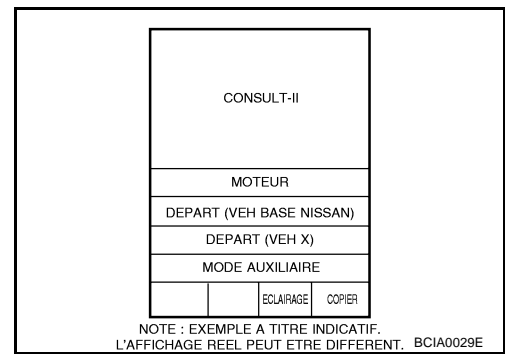 CONSULT-II
MOTEUR
DEPART (VEH BASE NISSAN)
DEPART (VEH X)
MODE AUXILIAIRE
ECLAIRAGE COPIER
NOTE : EXEMPLE A TITRE INDICATIF.
L'AFFICHAGE REEL PEUT ETRE DIFFERENT. BCIA0029E